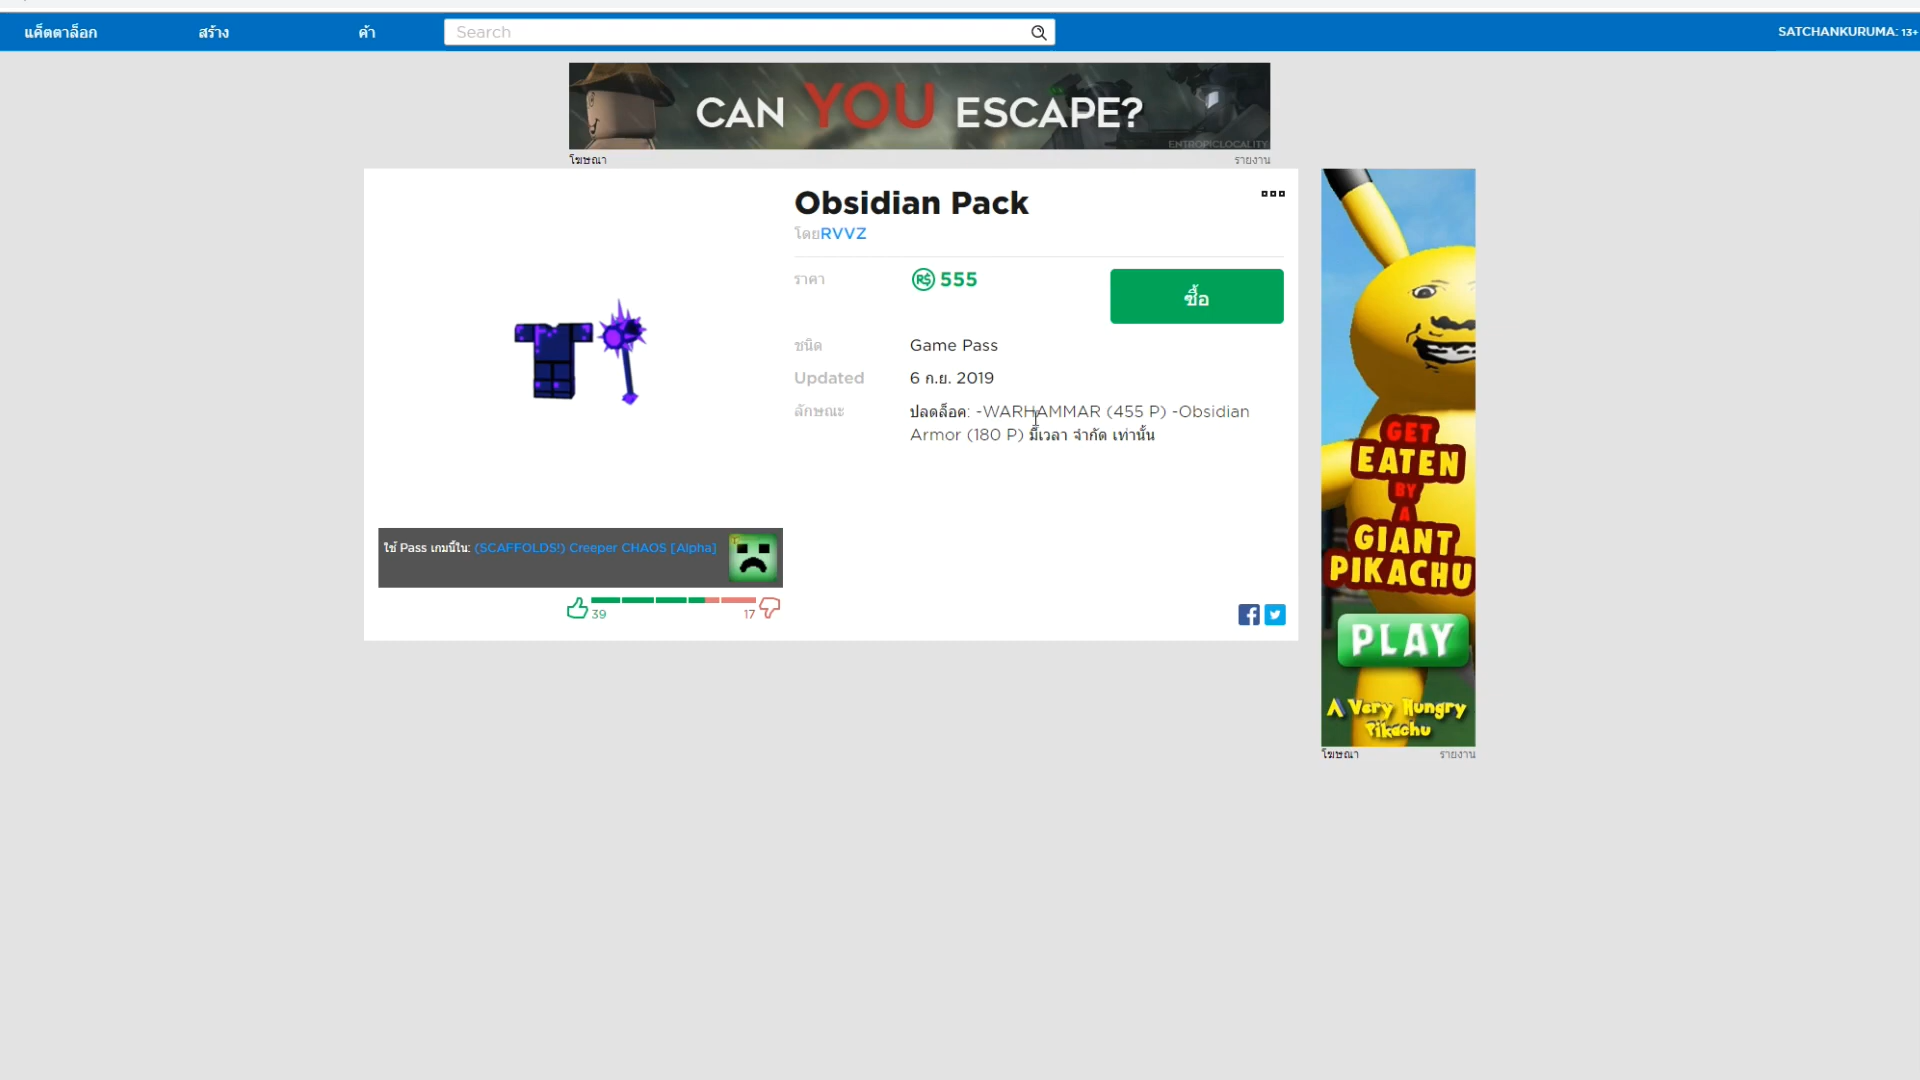 แค็ตตาล็อก สร้าง ค้า Search SATCHANKURUMA: 13+
CAN YOU ESCAPE?
ENTROPICLOCALITY
โฆษณา รายงาน
Obsidian Pack
โดยRVVZ
ราคา R$ 555 ซื้อ
ชนิด Game Pass
Updated 6 ก.ย. 2019
ลักษณะ ปลดล็อค: -WARHAMMAR (455 P) -Obsidian
Armor (180 P) มีเวลา จำกัด เท่านั้น
ใช้ Pass เกมนี้ใน: (SCAFFOLDS!) Creeper CHAOS [Alpha]
39 17
GET
EATEN
BY
A
GIANT
PIKACHU
PLAY
A Very Hungry
Pikachu
โฆษณา รายงาน